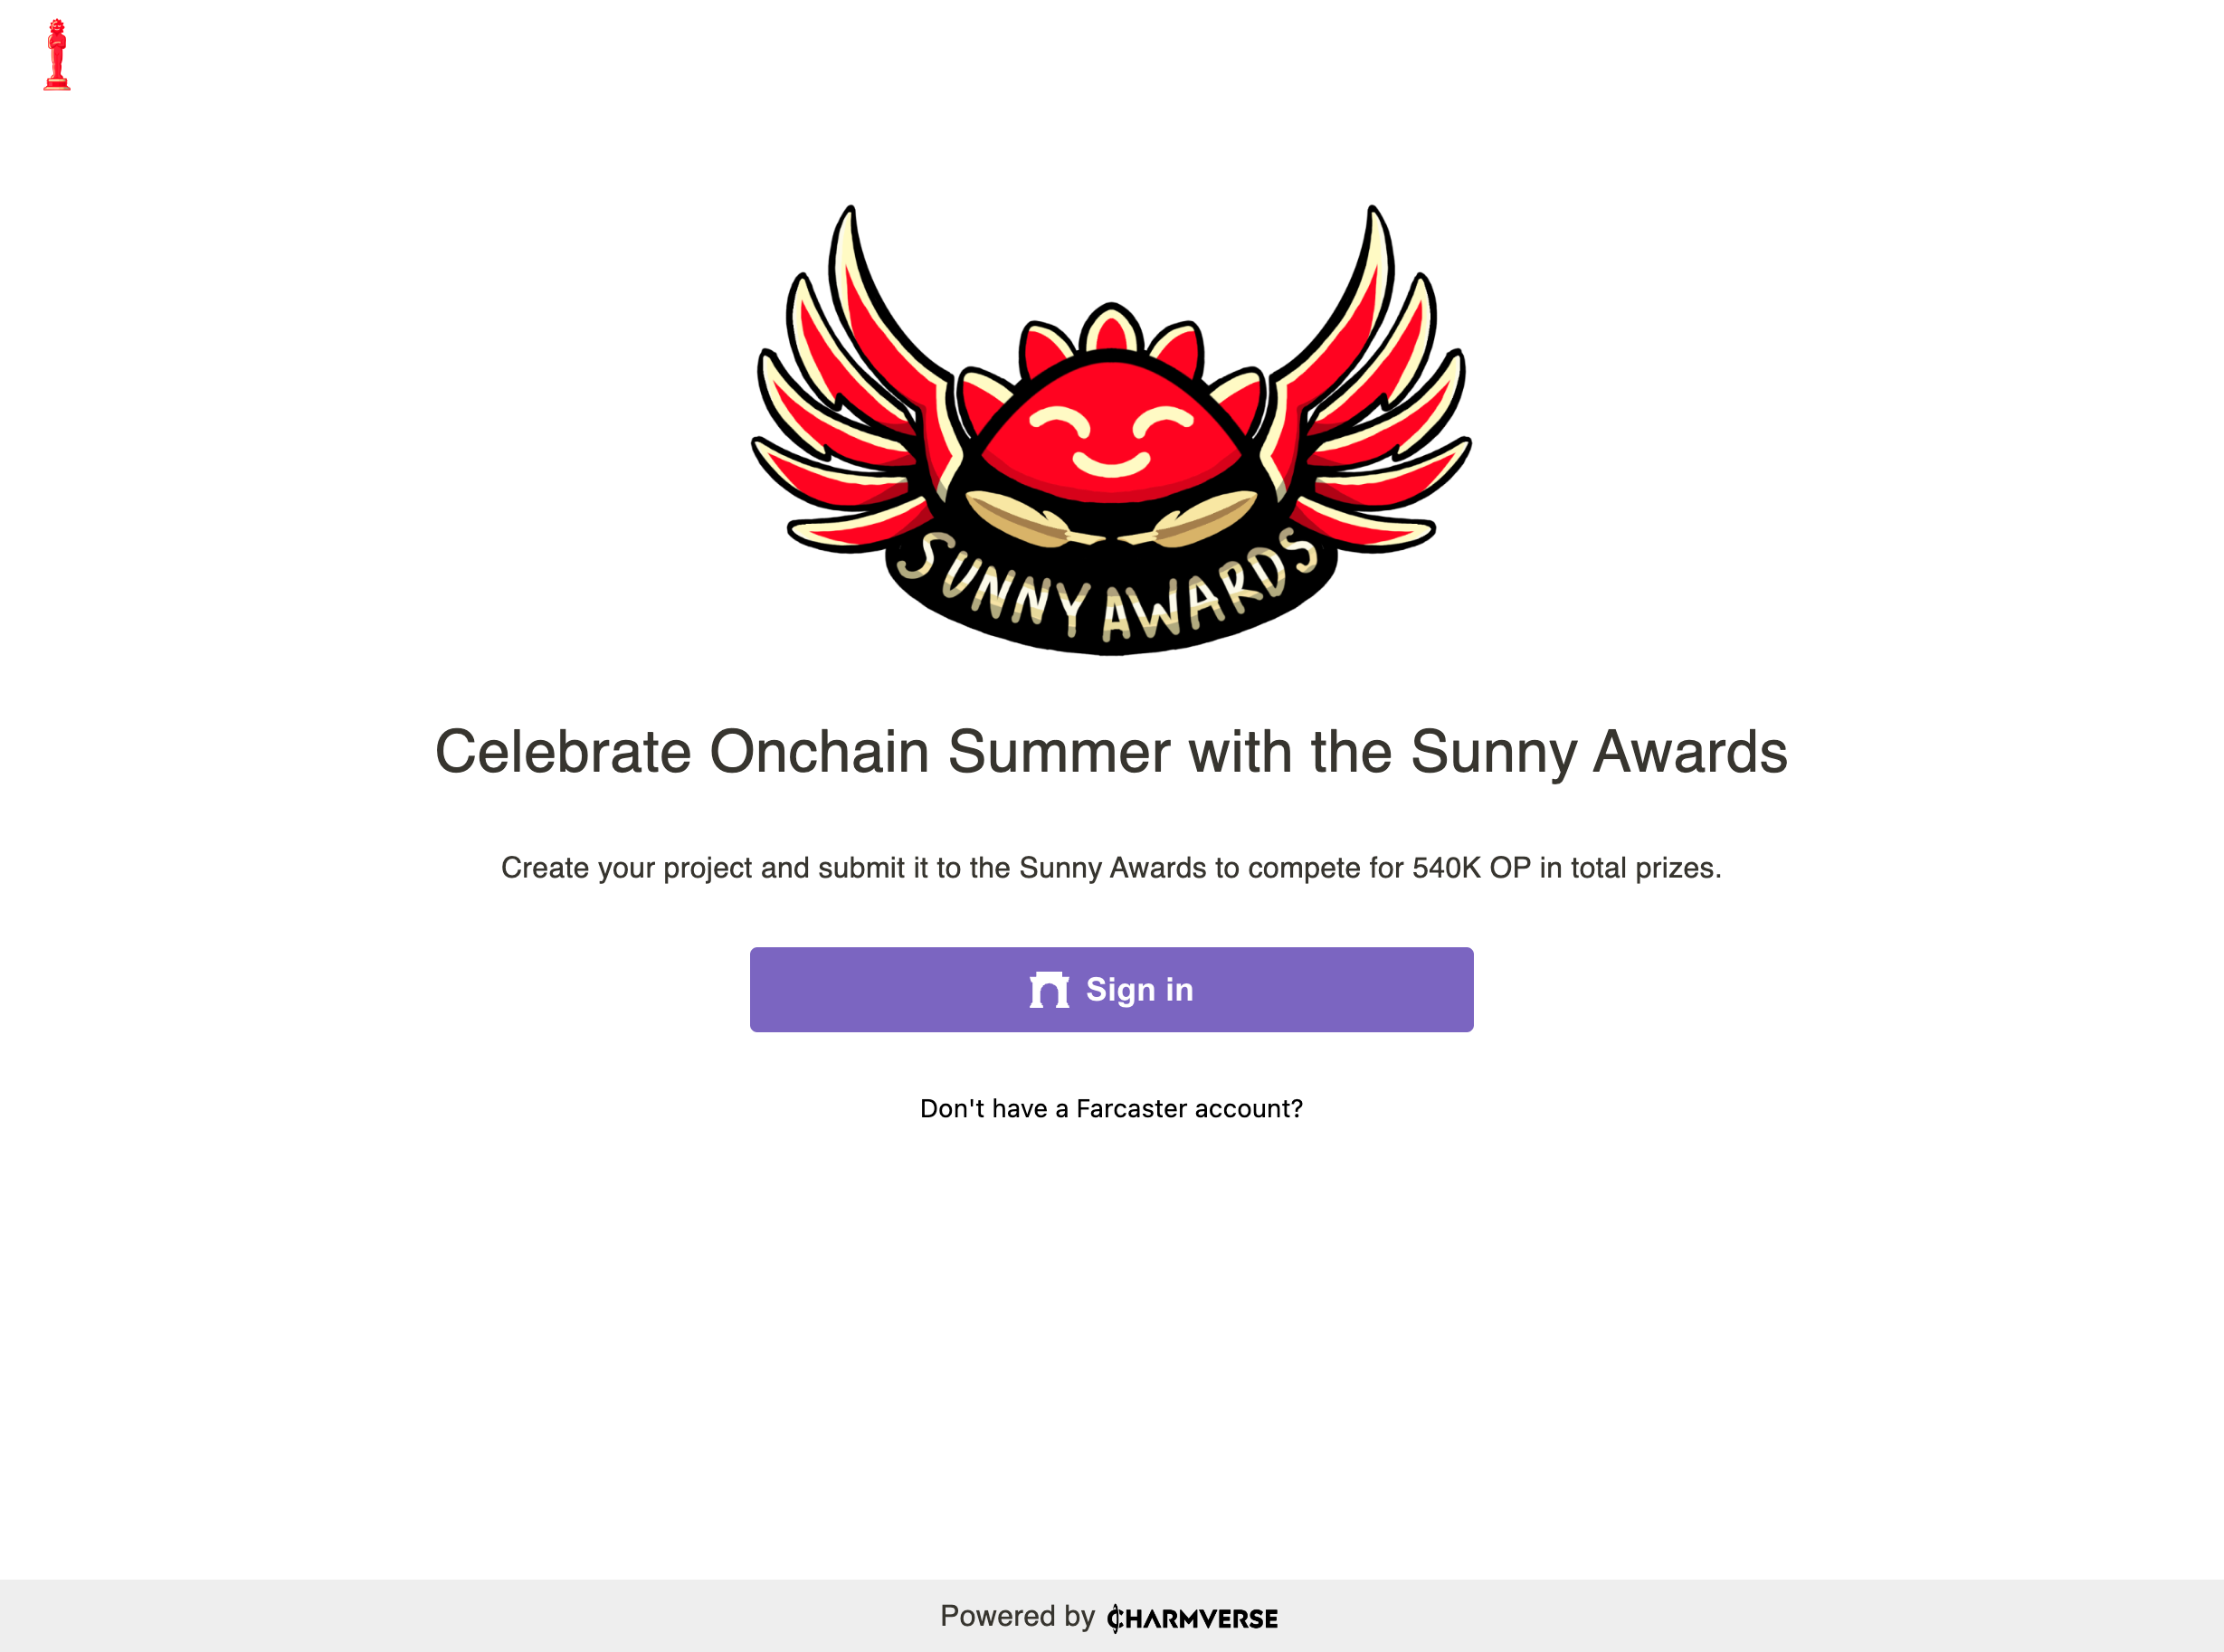 SUNNY AWARDS
Celebrate Onchain Summer with the Sunny Awards
Create your project and submit it to the Sunny Awards to compete for 540K OP in total prizes.
Sign in
Don't have a Farcaster account?
Powered by CHARMVERSE